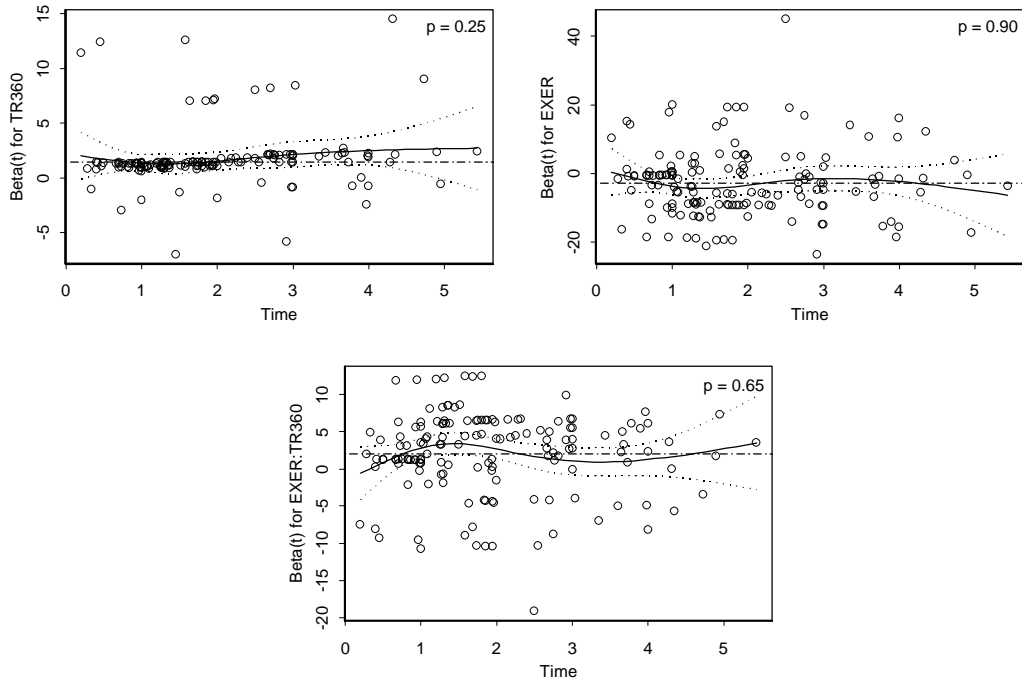 Beta(t) for TR360
15
10
5
0
-5
p = 0.25
0 1 2 3 4 5
Time
Beta(t) for EXER
40
20
0
-20
p = 0.90
0 1 2 3 4 5
Time
Beta(t) for EXER:TR360
10
5
0
-5
-10
-15
-20
p = 0.65
0 1 2 3 4 5
Time